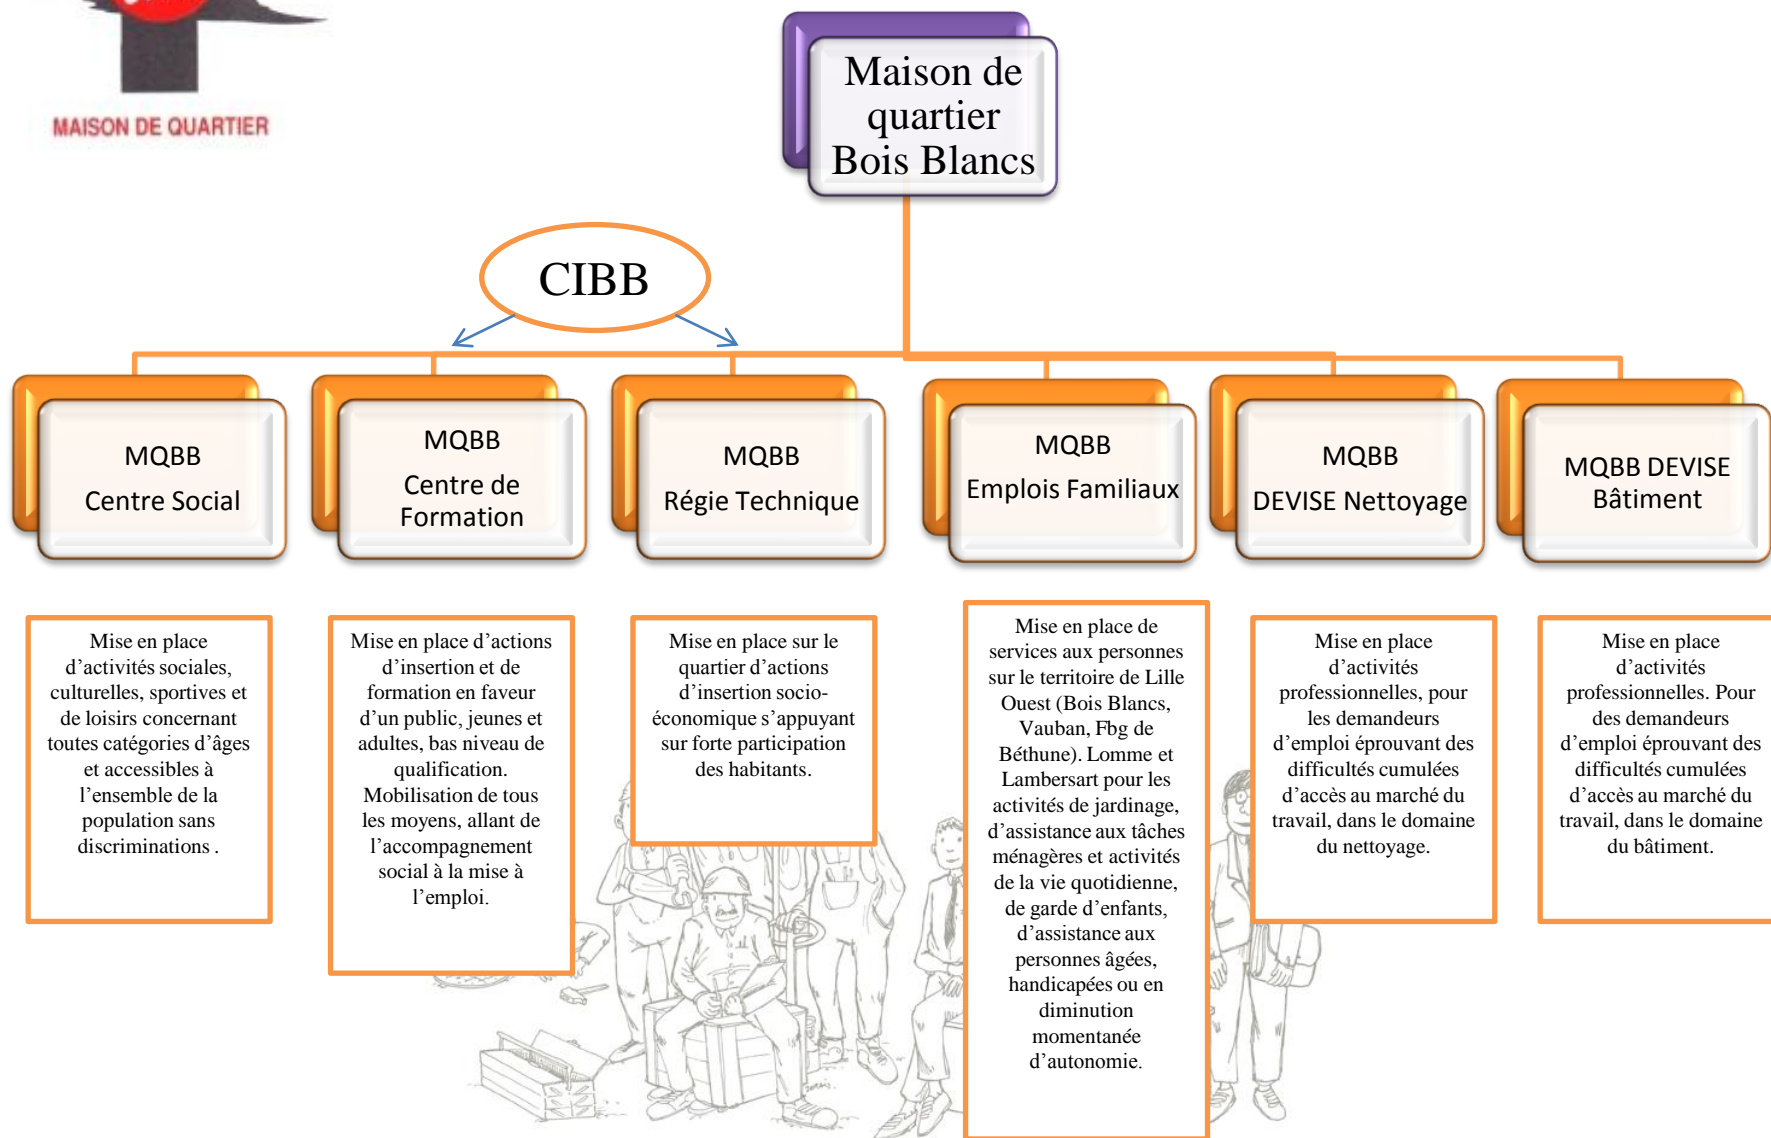 MAISON DE QUARTIER
Maison de
quartier
Bois Blancs
CIBB
MQBB
Centre Social
MQBB
Centre de
Formation
MQBB
Régie Technique
MQBB
Emplois Familiaux
MQBB
DEVISE Nettoyage
MQBB DEVISE
Bâtiment
Mise en place
d’activités sociales,
culturelles, sportives et
de loisirs concernant
toutes catégories d’âges
et accessibles à
l’ensemble de la
population sans
discriminations .
Mise en place d’actions
d’insertion et de
formation en faveur
d’un public, jeunes et
adultes, bas niveau de
qualification.
Mobilisation de tous
les moyens, allant de
l’accompagnement
social à la mise à
l’emploi.
Mise en place sur le
quartier d’actions
d’insertion socio-
économique s’appuyant
sur forte participation
des habitants.
Mise en place de
services aux personnes
sur le territoire de Lille
Ouest (Bois Blancs,
Vauban, Fbg de
Béthune). Lomme et
Lambersart pour les
activités de jardinage,
d’assistance aux tâches
ménagères et activités
de la vie quotidienne,
de garde d’enfants,
d’assistance aux
personnes âgées,
handicapées ou en
diminution
momentanée
d’autonomie.
Mise en place
d’activités
professionnelles, pour
les demandeurs
d’emploi éprouvant des
difficultés cumulées
d’accès au marché du
travail, dans le domaine
du nettoyage.
Mise en place
d’activités
professionnelles. Pour
des demandeurs
d’emploi éprouvant des
difficultés cumulées
d’accès au marché du
travail, dans le domaine
du bâtiment.